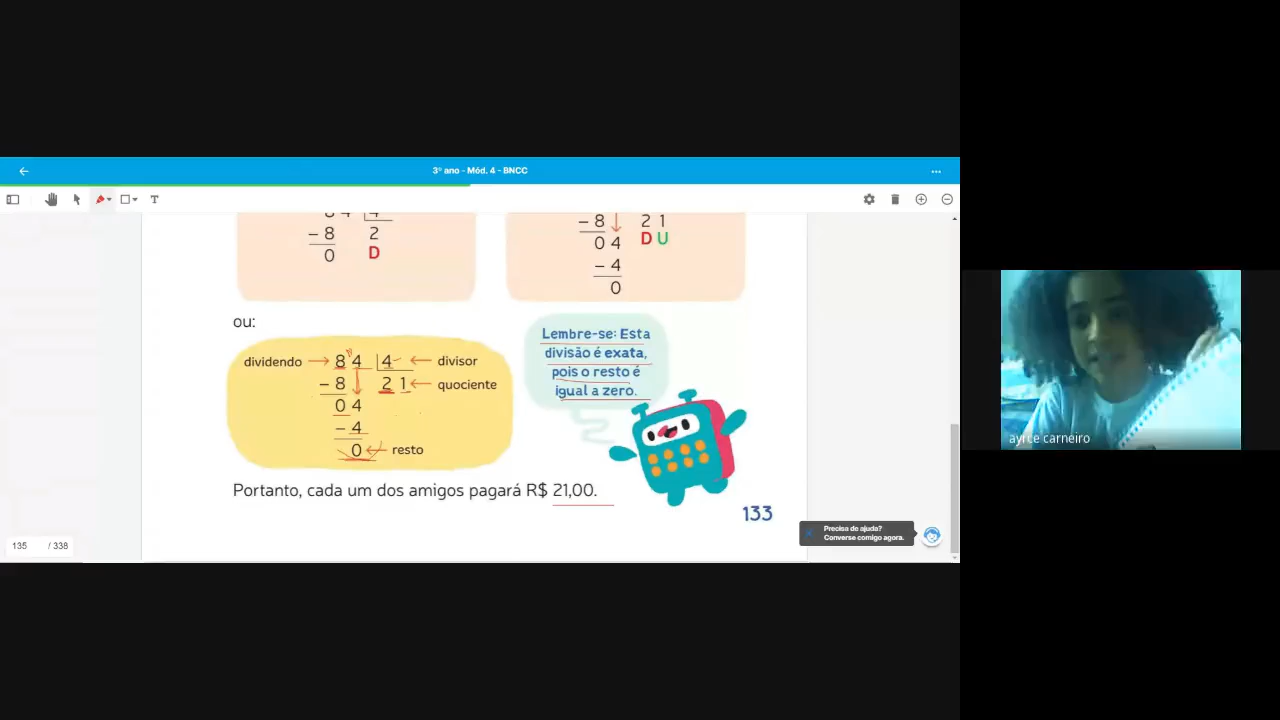 3º ano - Mód. 4 - BNCC
T
8 4 4
- 8 2
0 D
- 8 2 1
0 4 D U
- 4
0
ou:
dividendo → 8 4 4 ← divisor
- 8 2 1 ← quociente
0 4
- 4
0 ← resto
Lembre-se: Esta
divisão é exata,
pois o resto é
igual a zero.
Portanto, cada um dos amigos pagará R$ 21,00.
133
Precisa de ajuda?
Converse comigo agora.
135 / 338
ayrce carneiro